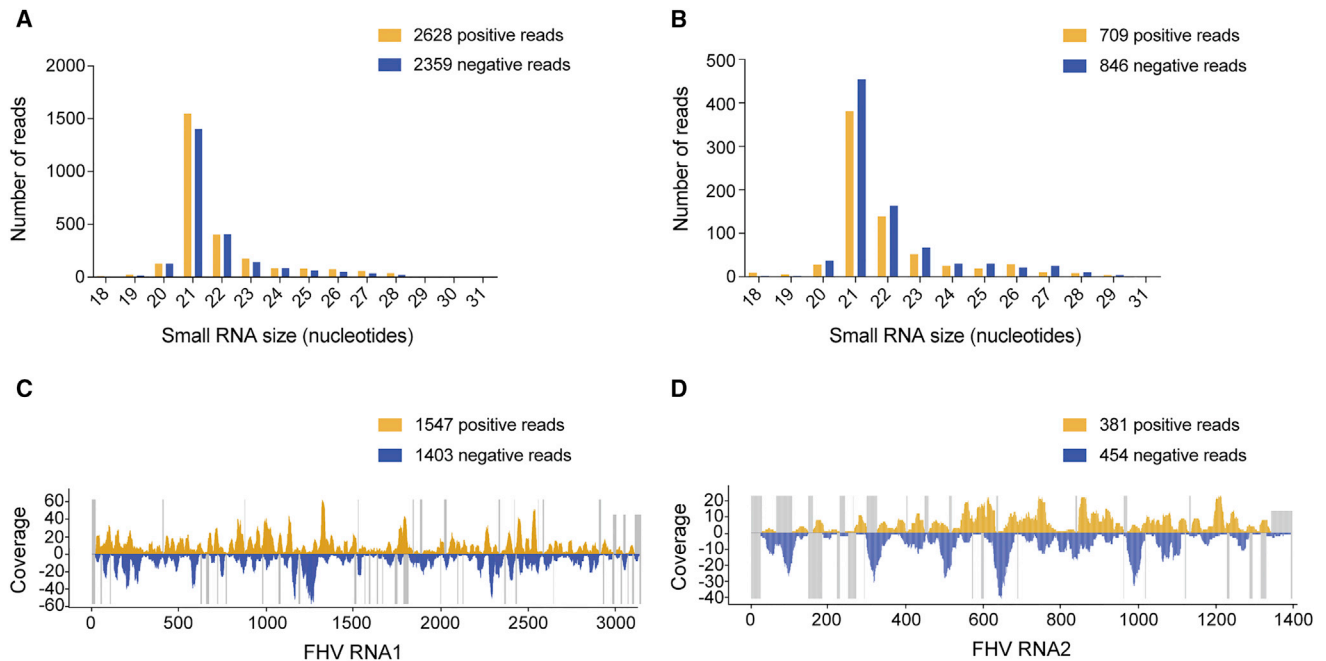 A
2628 positive reads
2359 negative reads
Number of reads
2000
1500
1000
500
0
18 19 20 21 22 23 24 25 26 27 28 29 30 31
Small RNA size (nucleotides)
B
709 positive reads
846 negative reads
Number of reads
500
400
300
200
100
0
18 19 20 21 22 23 24 25 26 27 28 29 31
Small RNA size (nucleotides)
C
1547 positive reads
1403 negative reads
Coverage
60
40
20
0
-20
-40
-60
0 500 1000 1500 2000 2500 3000
FHV RNA1
D
381 positive reads
454 negative reads
Coverage
20
10
0
-10
-20
-30
-40
0 200 400 600 800 1000 1200 1400
FHV RNA2